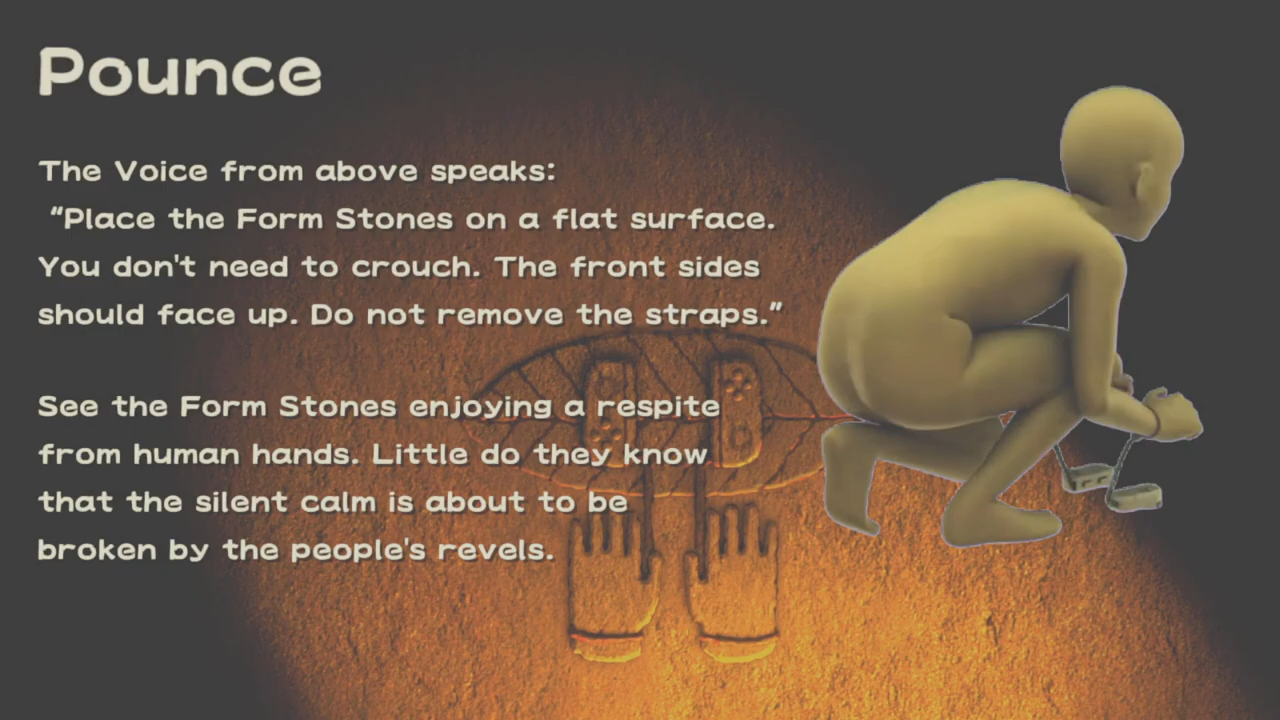 Pounce
The Voice from above speaks:
“Place the Form Stones on a flat surface.
You don't need to crouch. The front sides
should face up. Do not remove the straps.”
See the Form Stones enjoying a respite
from human hands. Little do they know
that the silent calm is about to be
broken by the people's revels.